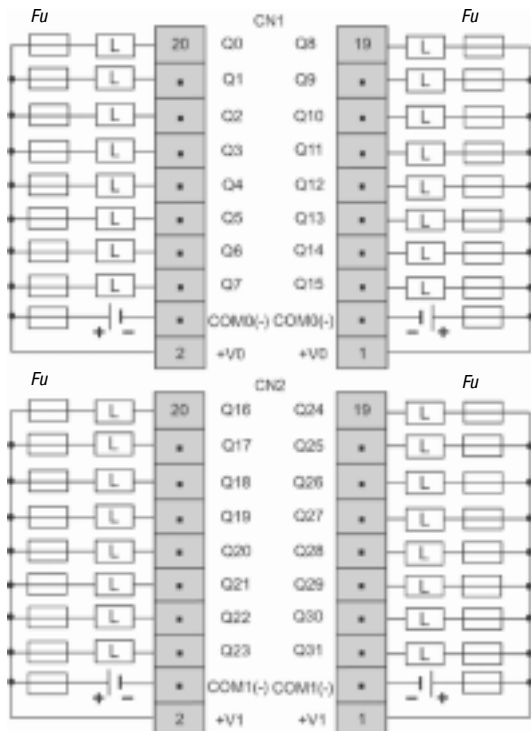 Fu CN1 Fu
L 20 Q0 Q8 19 L
L Q1 Q9 L
L Q2 Q10 L
L Q3 Q11 L
L Q4 Q12 L
L Q5 Q13 L
L Q6 Q14 L
L Q7 Q15 L
+ - COM0(-) COM0(-) - +
2 +V0 +V0 1
Fu CN2 Fu
L 20 Q16 Q24 19 L
L Q17 Q25 L
L Q18 Q26 L
L Q19 Q27 L
L Q20 Q28 L
L Q21 Q29 L
L Q22 Q30 L
L Q23 Q31 L
+ - COM1(-) COM1(-) - +
2 +V1 +V1 1